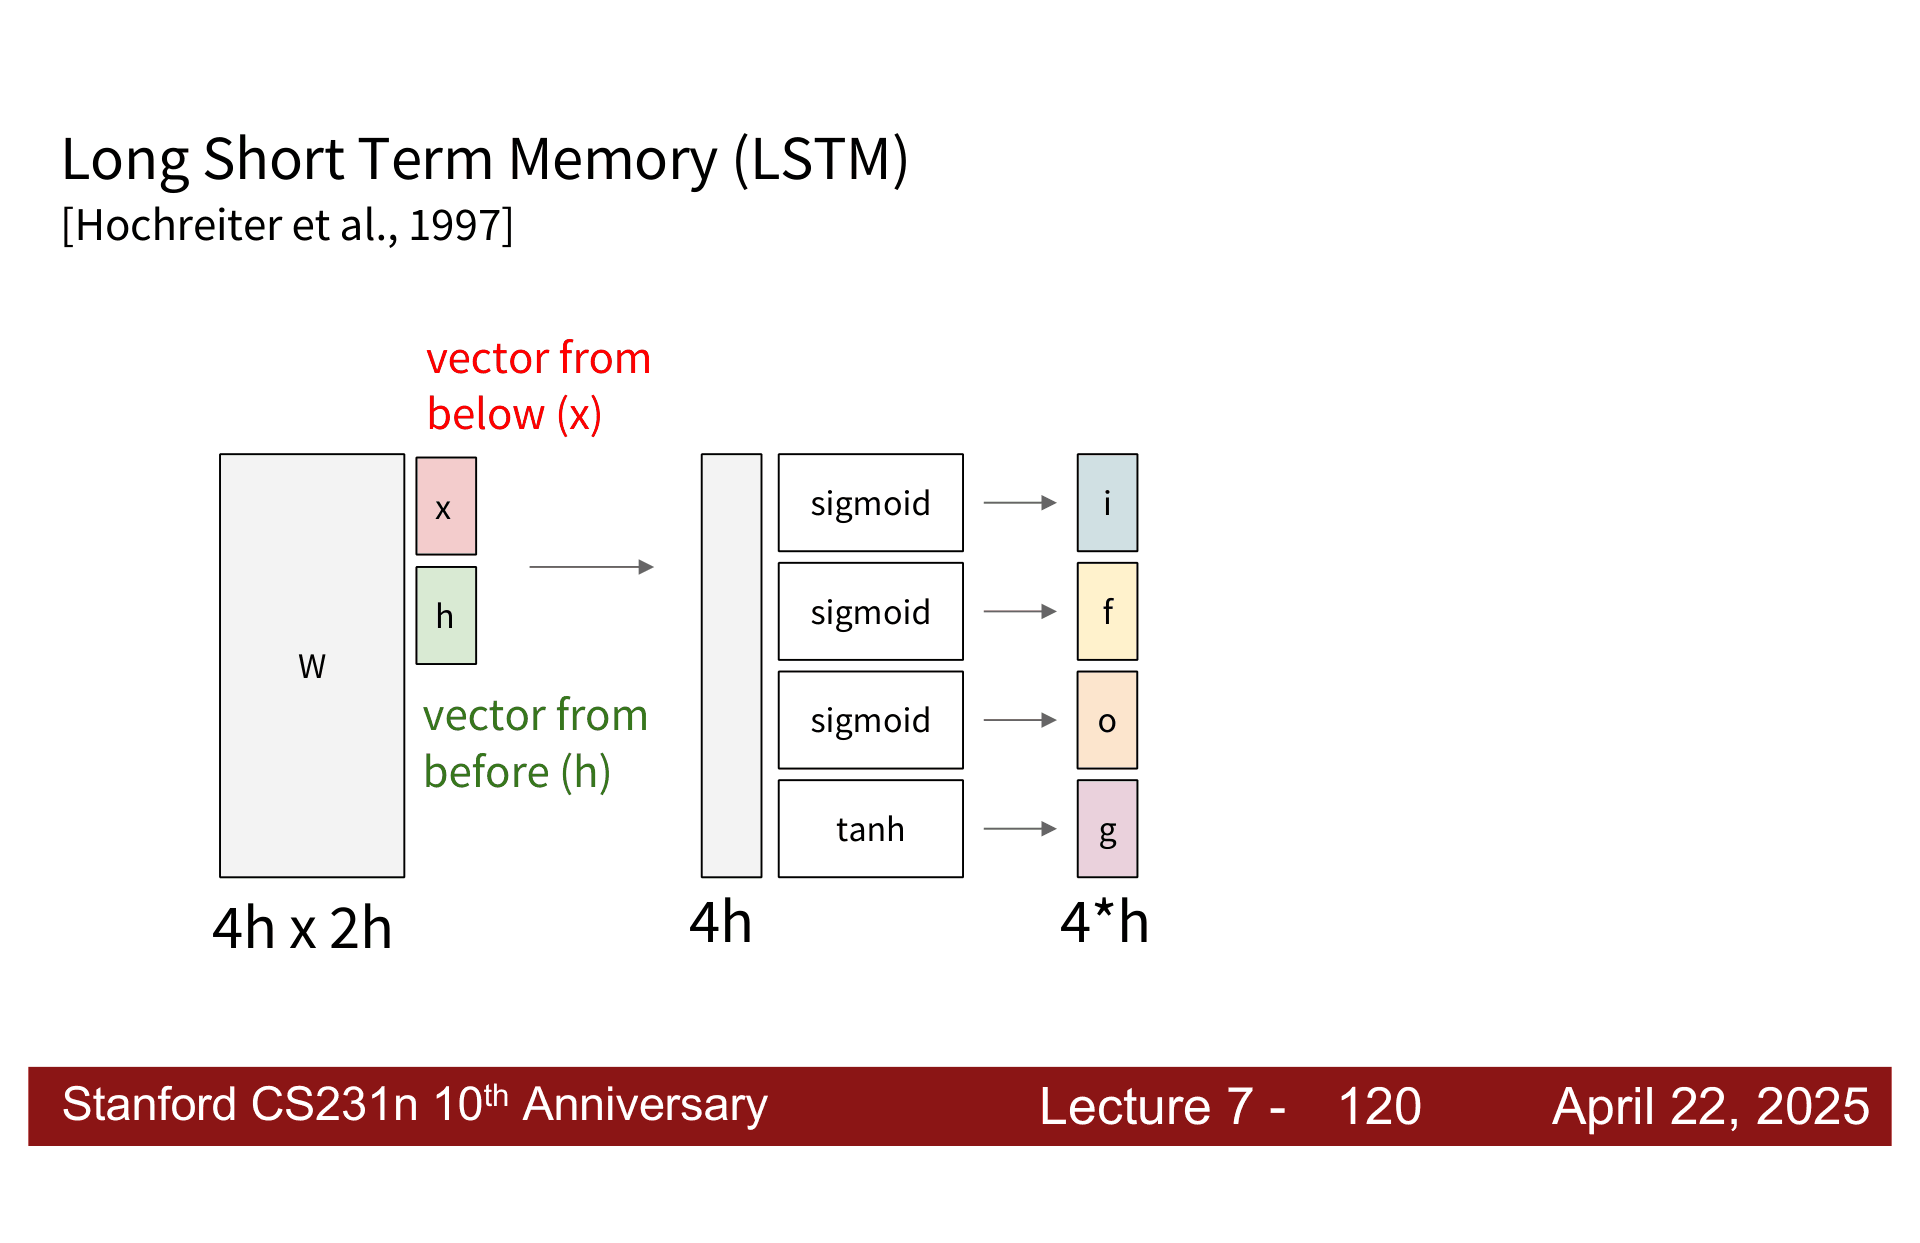 Long Short Term Memory (LSTM)
[Hochreiter et al., 1997]
vector from
below (x)
x
h
W
vector from
before (h)
4h x 2h
sigmoid
sigmoid
sigmoid
tanh
4h
i
f
o
g
4*h
Stanford CS231n 10th Anniversary
Lecture 7 - 120
April 22, 2025